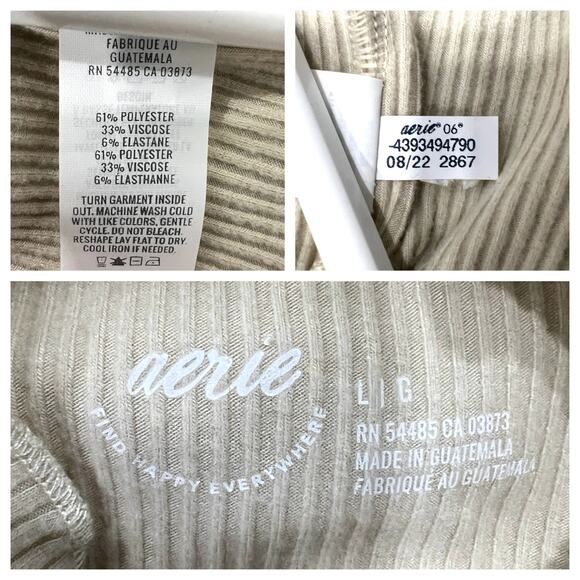 FABRIQUE AU
GUATEMALA
RN 54485 CA 03873
61% POLYESTER
33% VISCOSE
6% ELASTANE
61% POLYESTER
33% VISCOSE
6% ÉLASTHANNE
TURN GARMENT INSIDE
OUT. MACHINE WASH COLD
WITH LIKE COLORS, GENTLE
CYCLE. DO NOT BLEACH.
RESHAPE LAY FLAT TO DRY.
COOL IRON IF NEEDED.
aerie® 06®
-4393494790
08/22 2867
aerie
FIND HAPPY EVERYWHERE
L | G
RN 54485 CA 03873
MADE IN GUATEMALA
FABRIQUE AU GUATEMALA